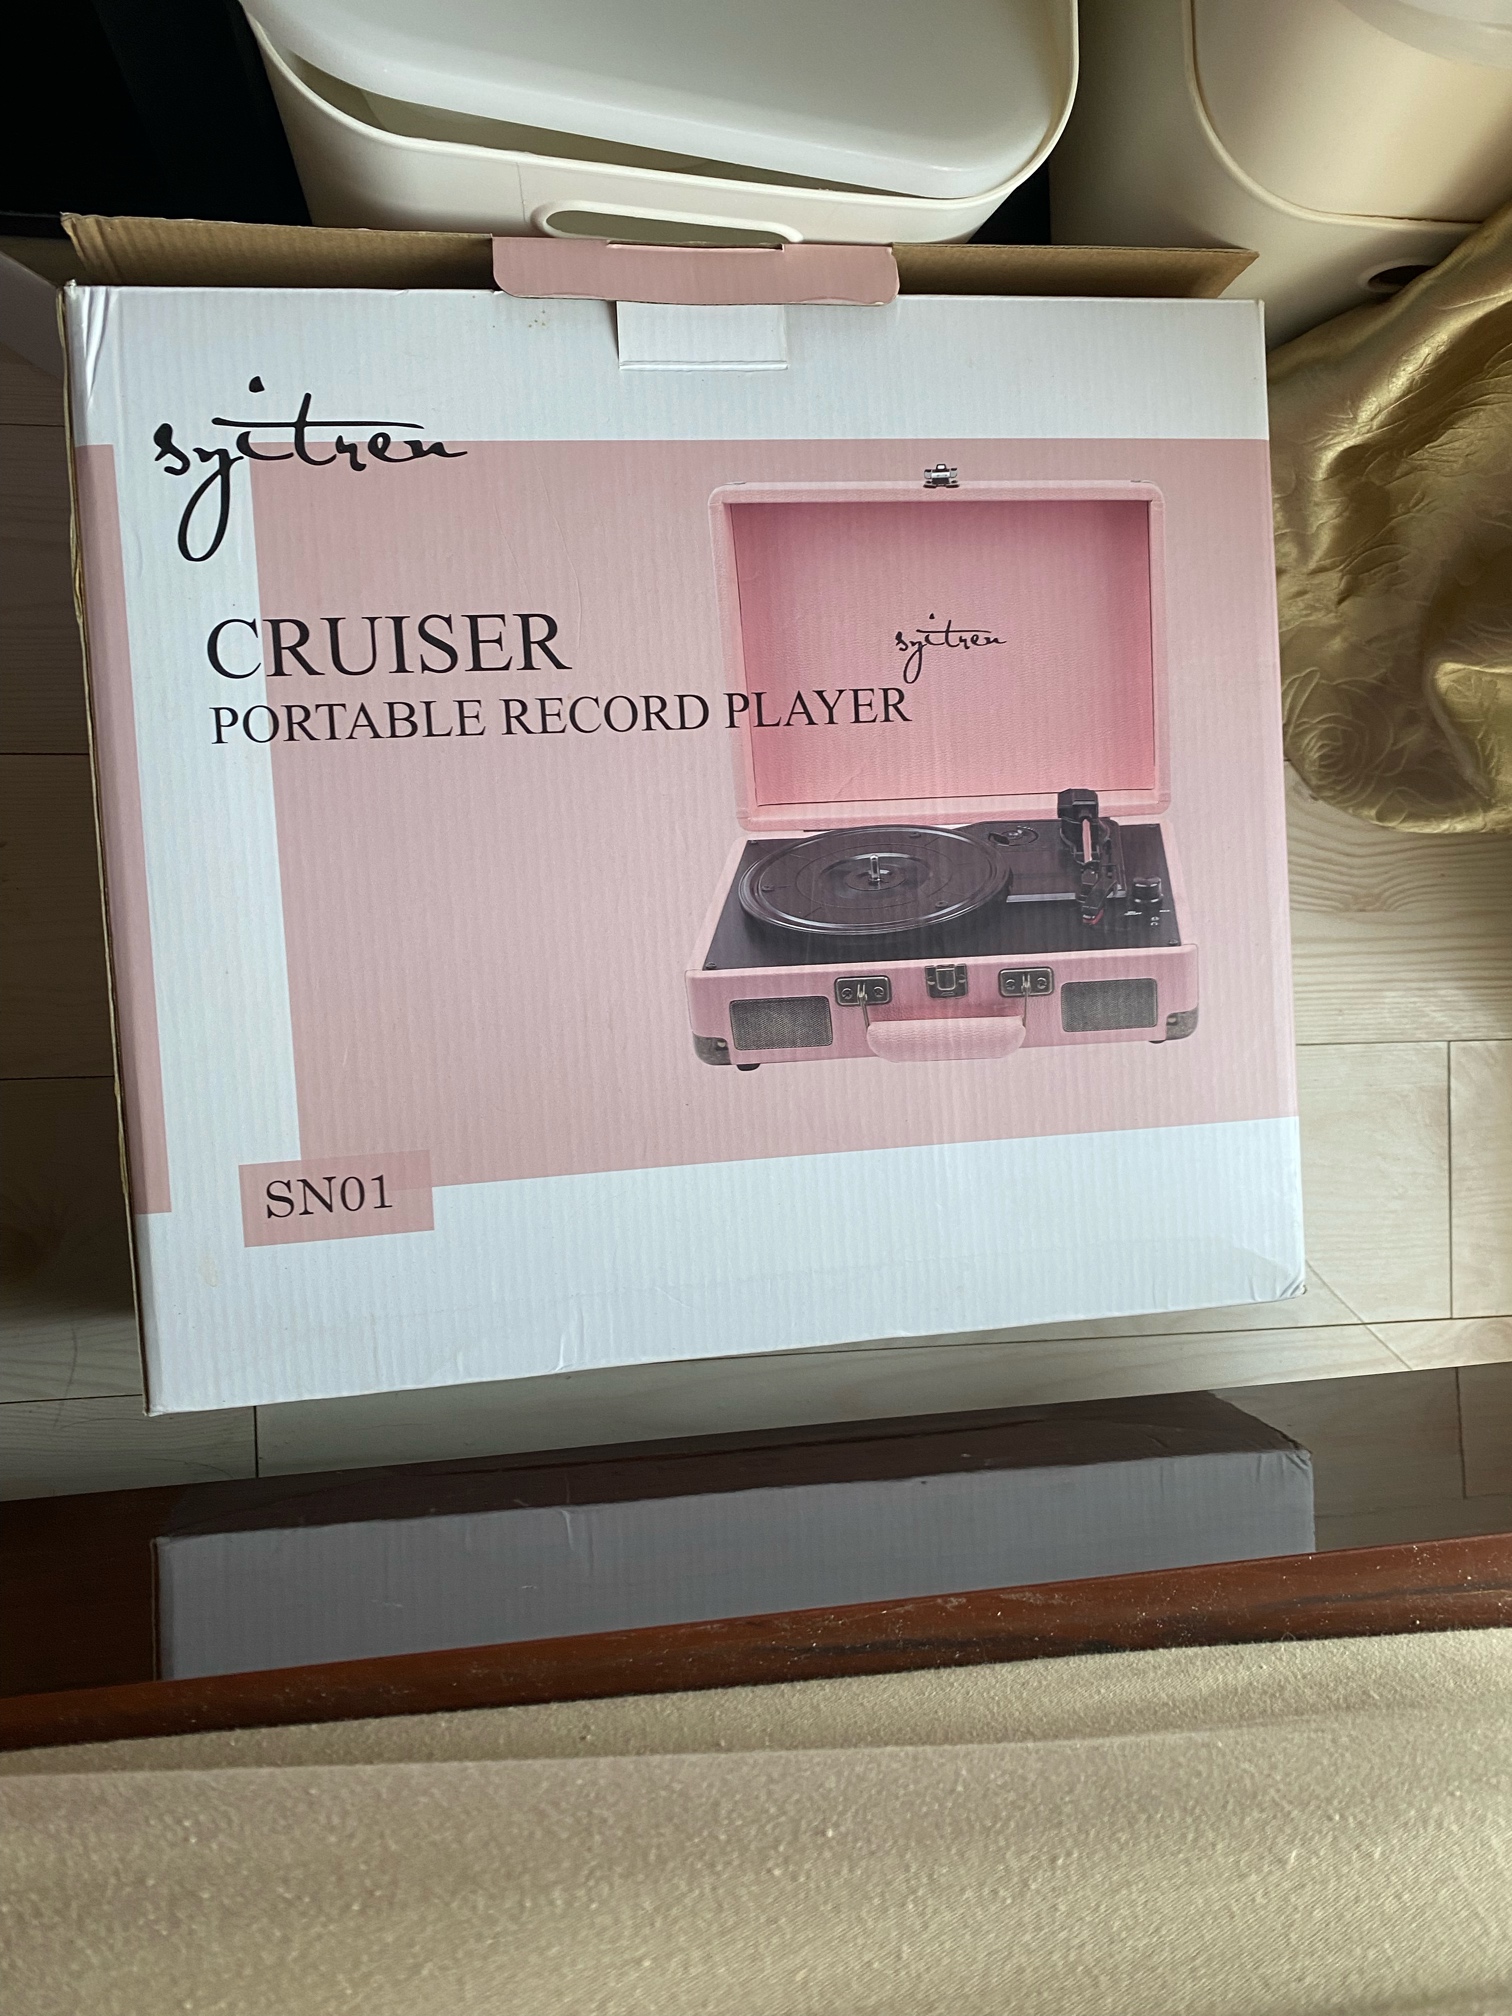 syitren
CRUISER
PORTABLE RECORD PLAYER
syitren
SN01